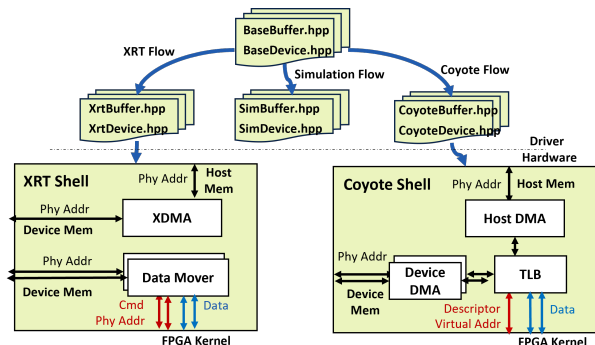 BaseBuffer.hpp
BaseDevice.hpp
XRT Flow
Simulation Flow
Coyote Flow
XrtBuffer.hpp
XrtDevice.hpp
SimBuffer.hpp
SimDevice.hpp
CoyoteBuffer.hpp
CoyoteDevice.hpp
Driver
Hardware
XRT Shell
Phy Addr
Host
Mem
Phy Addr
Device Mem
XDMA
Phy Addr
Device Mem
Data Mover
Cmd
Phy Addr
Data
FPGA Kernel
Coyote Shell
Phy Addr
Host Mem
Host DMA
Phy Addr
Device
Mem
Device
DMA
TLB
Descriptor
Virtual Addr
Data
FPGA Kernel